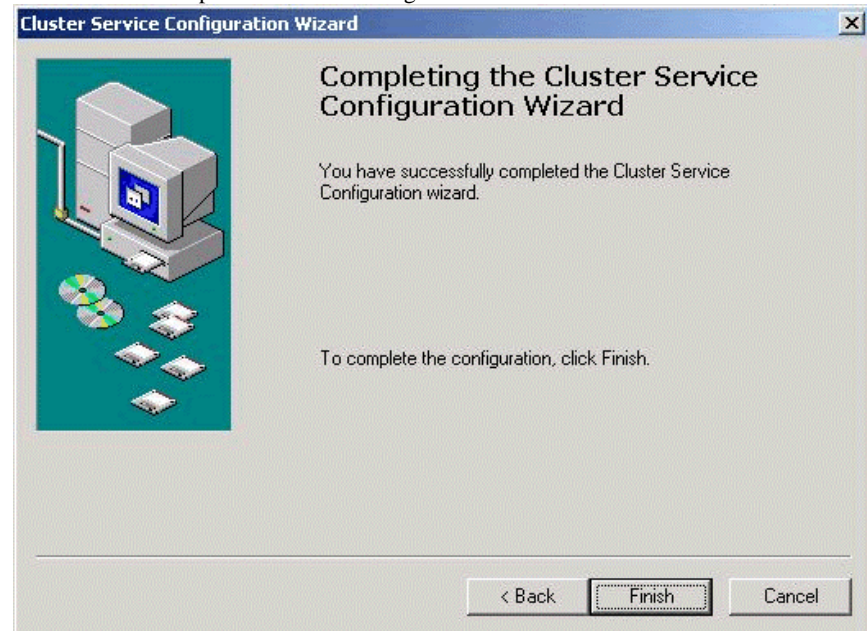 Cluster Service Configuration Wizard
Completing the Cluster Service
Configuration Wizard
You have successfully completed the Cluster Service
Configuration wizard.
To complete the configuration, click Finish.
< Back
Finish
Cancel